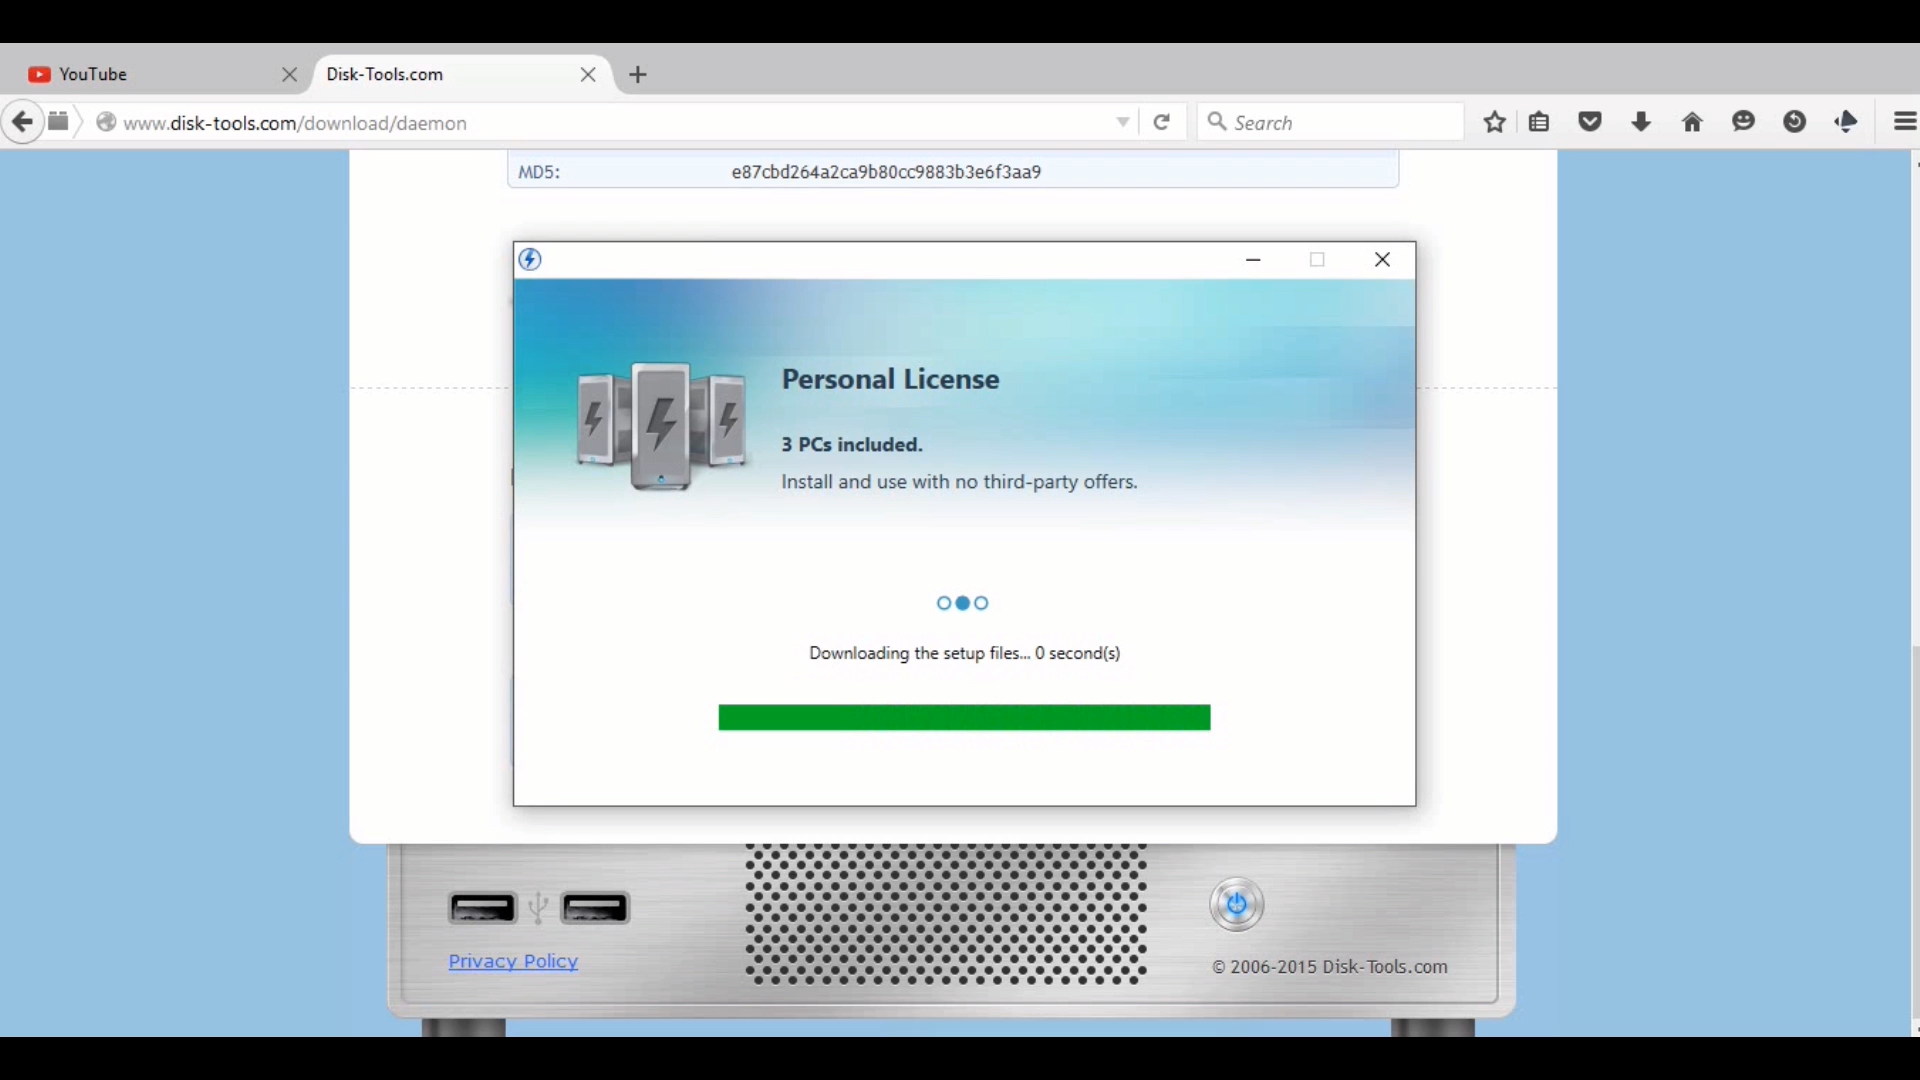 YouTube
Disk-Tools.com
www.disk-tools.com/download/daemon
Search
MD5: e87cbd264a2ca9b80cc9883b3e6f3aa9
Personal License
3 PCs included.
Install and use with no third-party offers.
Downloading the setup files... 0 second(s)
Privacy Policy
© 2006-2015 Disk-Tools.com